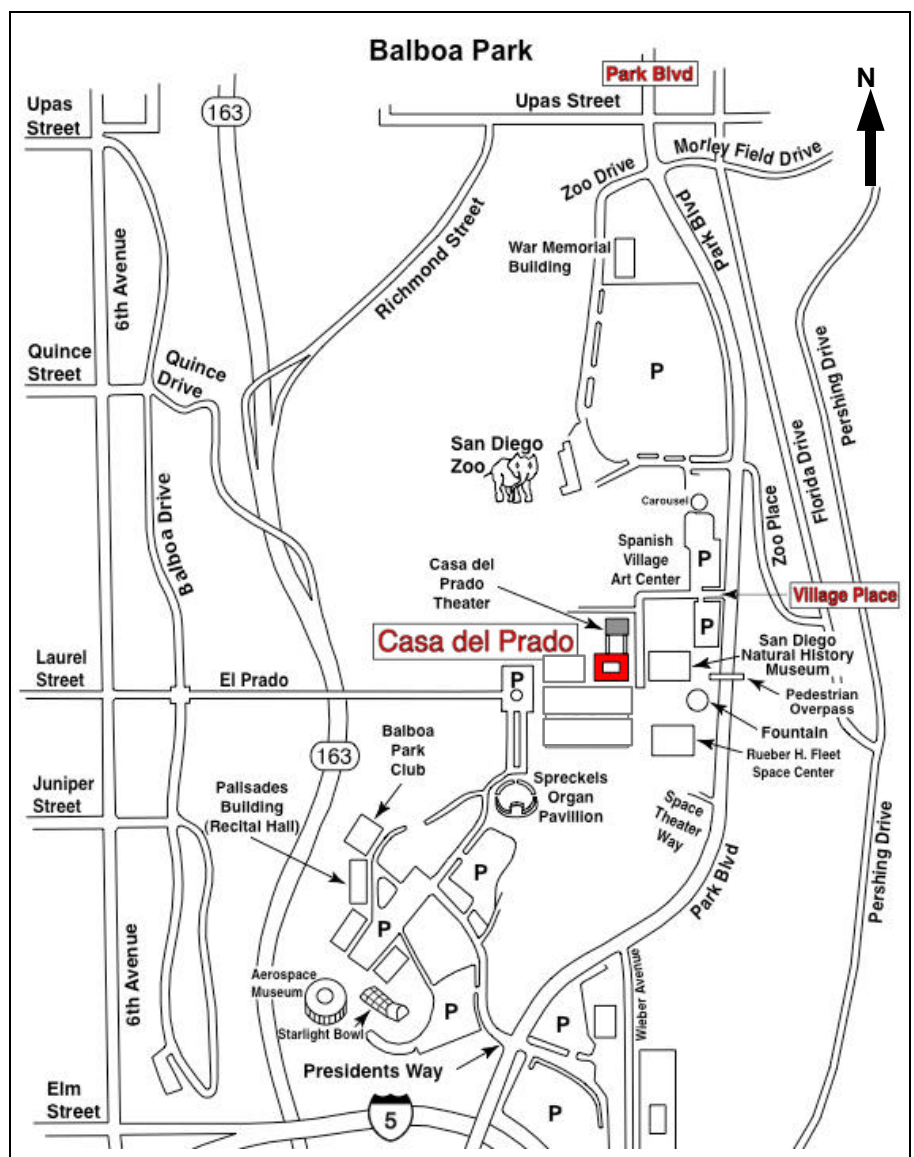 Balboa Park
Park Blvd
N
Upas
Street
163
Upas Street
Morley Field Drive
Zoo Drive
Park Blvd
6th Avenue
Richmond Street
War Memorial
Building
Quince
Street
Quince
Drive
P
Pershing Drive
Florida Drive
San Diego
Zoo
Carousel
Zoo Place
Balboa Drive
Spanish
Village
Art Center
P
Casa del
Prado
Theater
Village Place
Casa del Prado
P
San Diego
Natural History
Museum
Laurel
Street
El Prado
P
Pedestrian
Overpass
Fountain
Rueber H. Fleet
Space Center
163
Balboa
Park
Club
Juniper
Street
Palisades
Building
(Recital Hall)
Spreckels
Organ
Pavillion
Space
Theater
Way
Park Blvd
Pershing Drive
P
P
6th Avenue
Aerospace
Museum
Starlight Bowl
P
P
Wieber Avenue
Presidents Way
Elm
Street
5
P